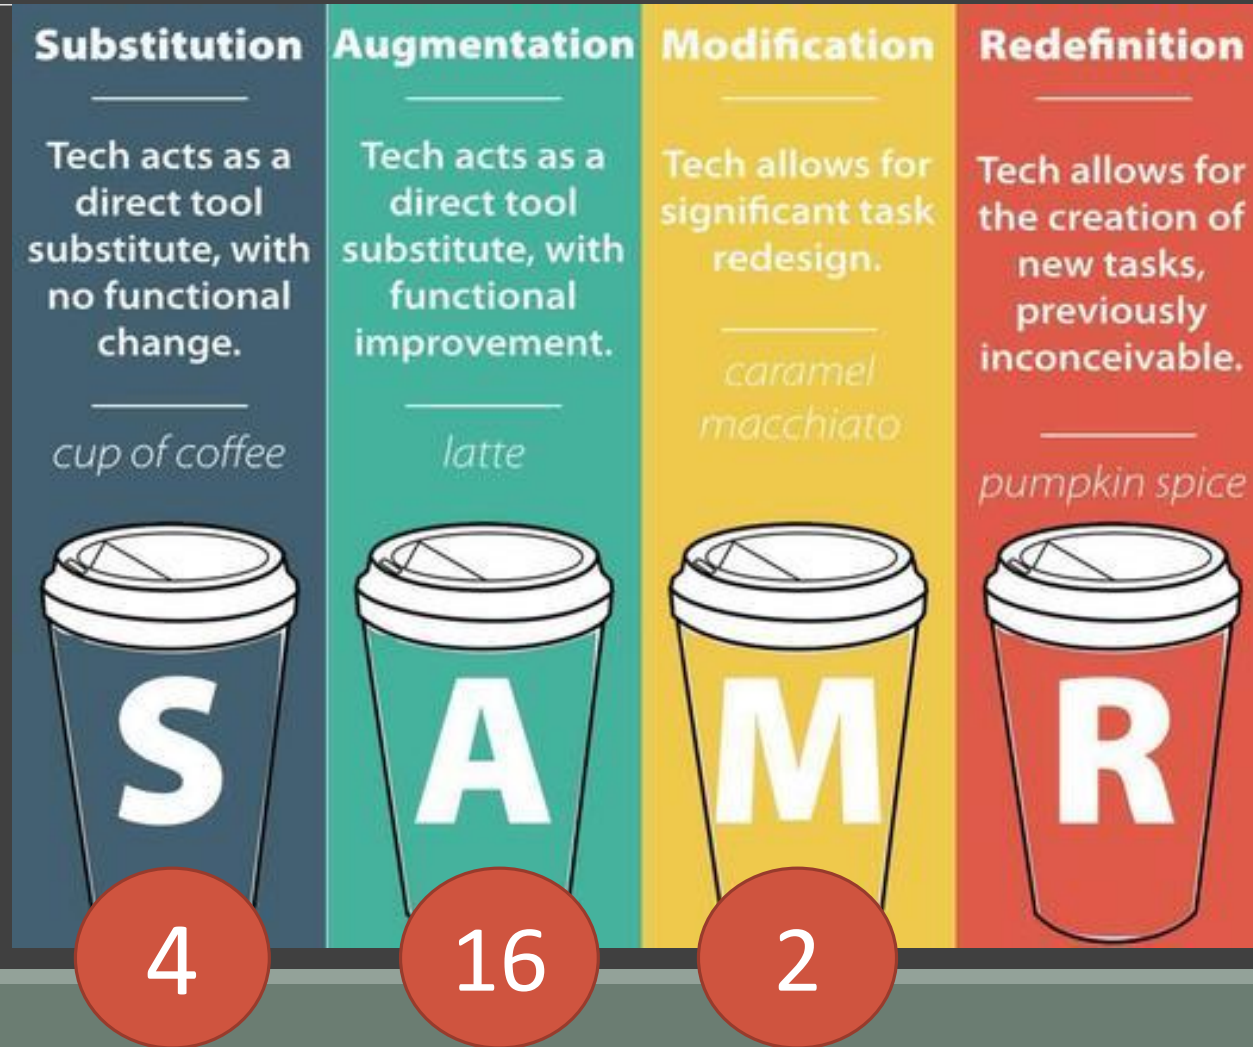 Substitution
Tech acts as a
direct tool
substitute, with
no functional
change.
cup of coffee
S
4
Augmentation
Tech acts as a
direct tool
substitute, with
functional
improvement.
latte
A
16
Modification
Tech allows for
significant task
redesign.
caramel
macchiato
M
2
Redefinition
Tech allows for
the creation of
new tasks,
previously
inconceivable.
pumpkin spice
R